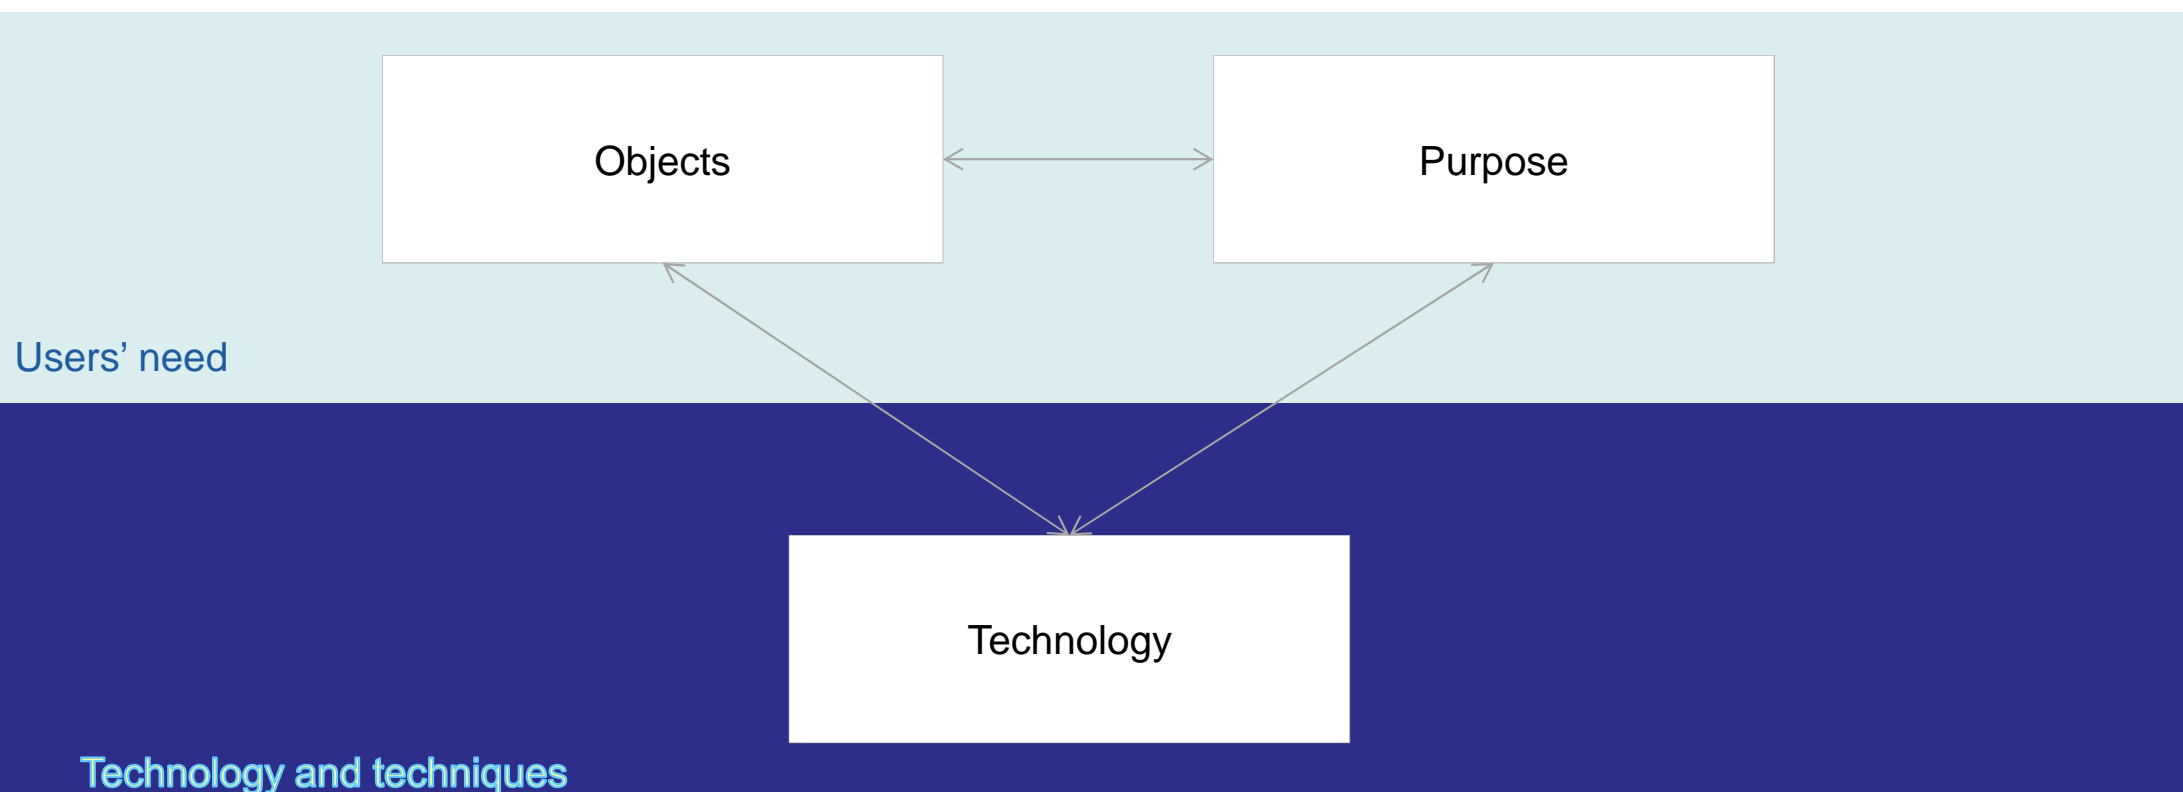 Objects
Purpose
Users’ need
Technology
Technology and techniques